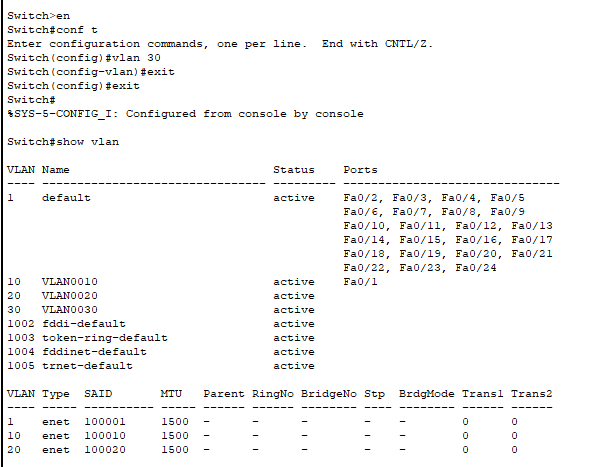 Switch>en
Switch#conf t
Enter configuration commands, one per line.  End with CNTL/Z.
Switch(config)#vlan 30
Switch(config-vlan)#exit
Switch(config)#exit
Switch#
%SYS-5-CONFIG_I: Configured from console by console

Switch#show vlan

VLAN Name                             Status    Ports
---- -------------------------------- --------- -------------------------------
1    default                          active    Fa0/2, Fa0/3, Fa0/4, Fa0/5
                                                Fa0/6, Fa0/7, Fa0/8, Fa0/9
                                                Fa0/10, Fa0/11, Fa0/12, Fa0/13
                                                Fa0/14, Fa0/15, Fa0/16, Fa0/17
                                                Fa0/18, Fa0/19, Fa0/20, Fa0/21
                                                Fa0/22, Fa0/23, Fa0/24
10   VLAN0010                         active    Fa0/1
20   VLAN0020                         active
30   VLAN0030                         active
1002 fddi-default                     active
1003 token-ring-default               active
1004 fddinet-default                  active
1005 trnet-default                    active

VLAN Type  SAID       MTU   Parent RingNo BridgeNo Stp  BrdgMode Trans1 Trans2
---- ----- ---------- ----- ------ ------ -------- ---- -------- ------ ------
1    enet  100001     1500  -      -      -        -    -        0      0
10   enet  100010     1500  -      -      -        -    -        0      0
20   enet  100020     1500  -      -      -        -    -        0      0